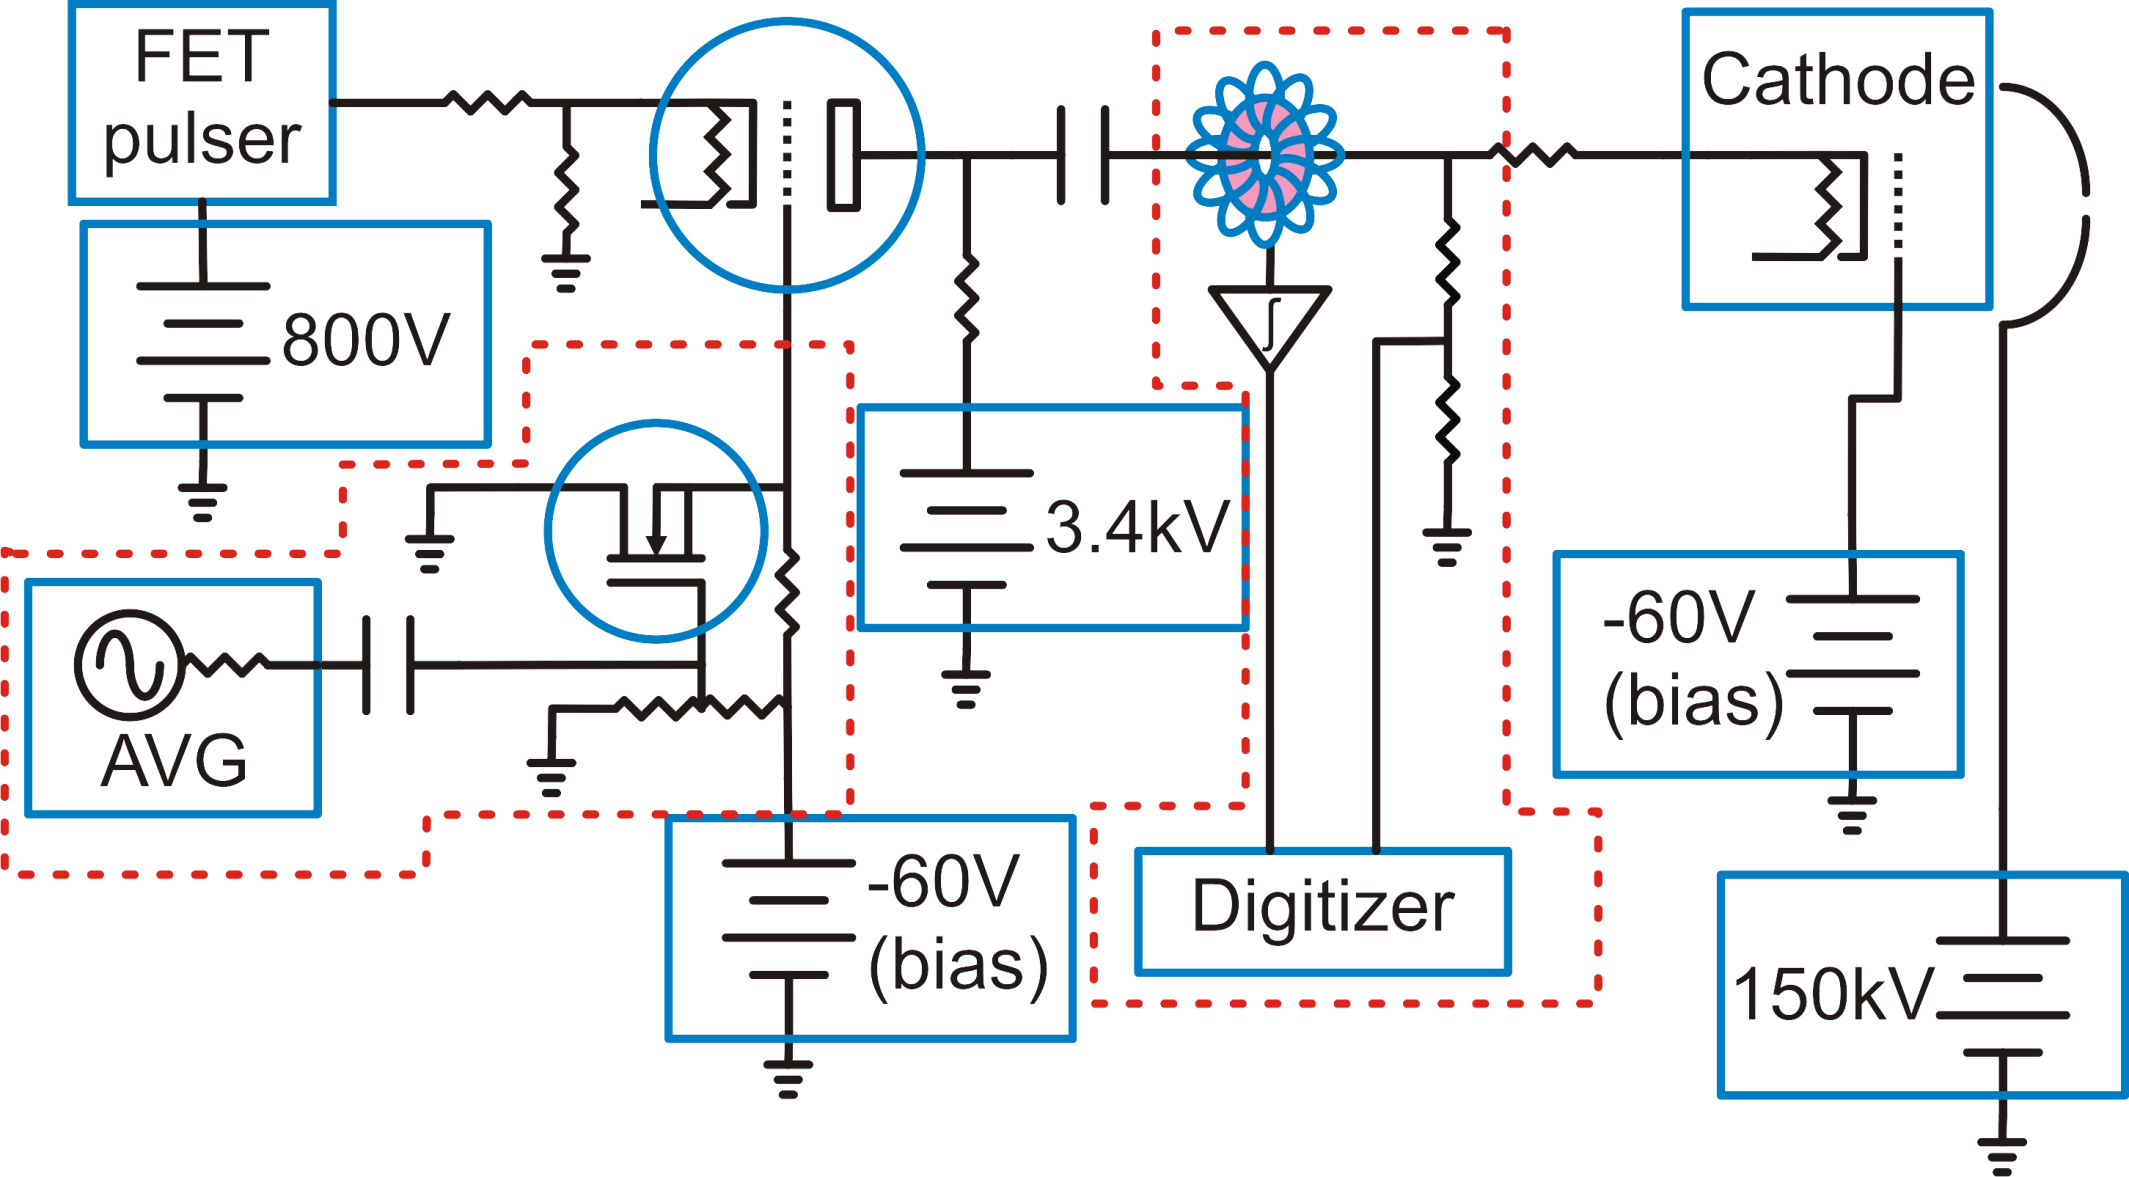 FET
pulser
800V
Cathode
3.4kV
∫
-60V
(bias)
AVG
-60V
(bias)
Digitizer
150kV